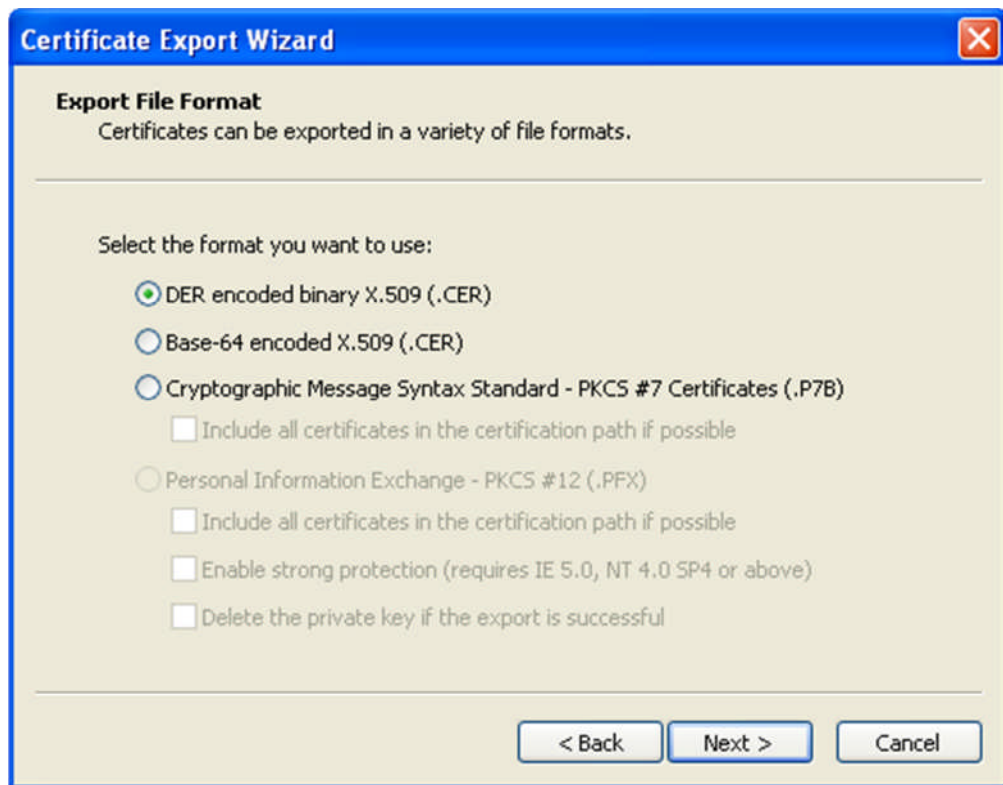 Certificate Export Wizard
Export File Format
Certificates can be exported in a variety of file formats.
Select the format you want to use:
DER encoded binary X.509 (.CER)
Base-64 encoded X.509 (.CER)
Cryptographic Message Syntax Standard - PKCS #7 Certificates (.P7B)
Include all certificates in the certification path if possible
Personal Information Exchange - PKCS #12 (.PFX)
Include all certificates in the certification path if possible
Enable strong protection (requires IE 5.0, NT 4.0 SP4 or above)
Delete the private key if the export is successful
< Back Next > Cancel